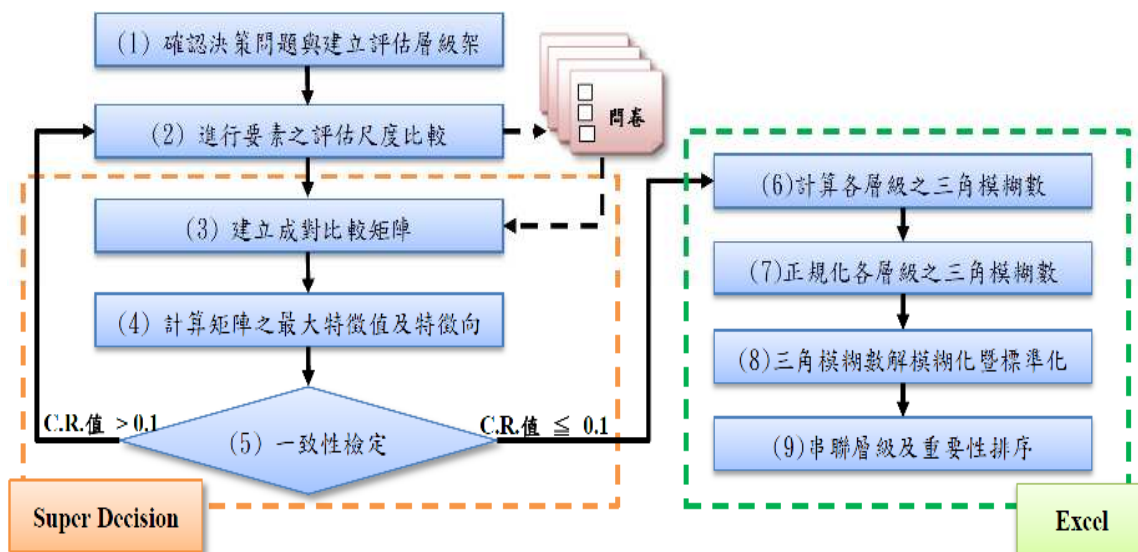 (1) 確認決策問題與建立評估層級架
(2) 進行要素之評估尺度比較
問卷
(3) 建立成對比較矩陣
(4) 計算矩陣之最大特徵值及特徵向
(5) 一致性檢定
C.R.值 >0.1
C.R.值 ≦ 0.1
Super Decision
(6)計算各層級之三角模糊數
(7)正規化各層級之三角模糊數
(8)三角模糊數解模糊化暨標準化
(9)串聯層級及重要性排序
Excel